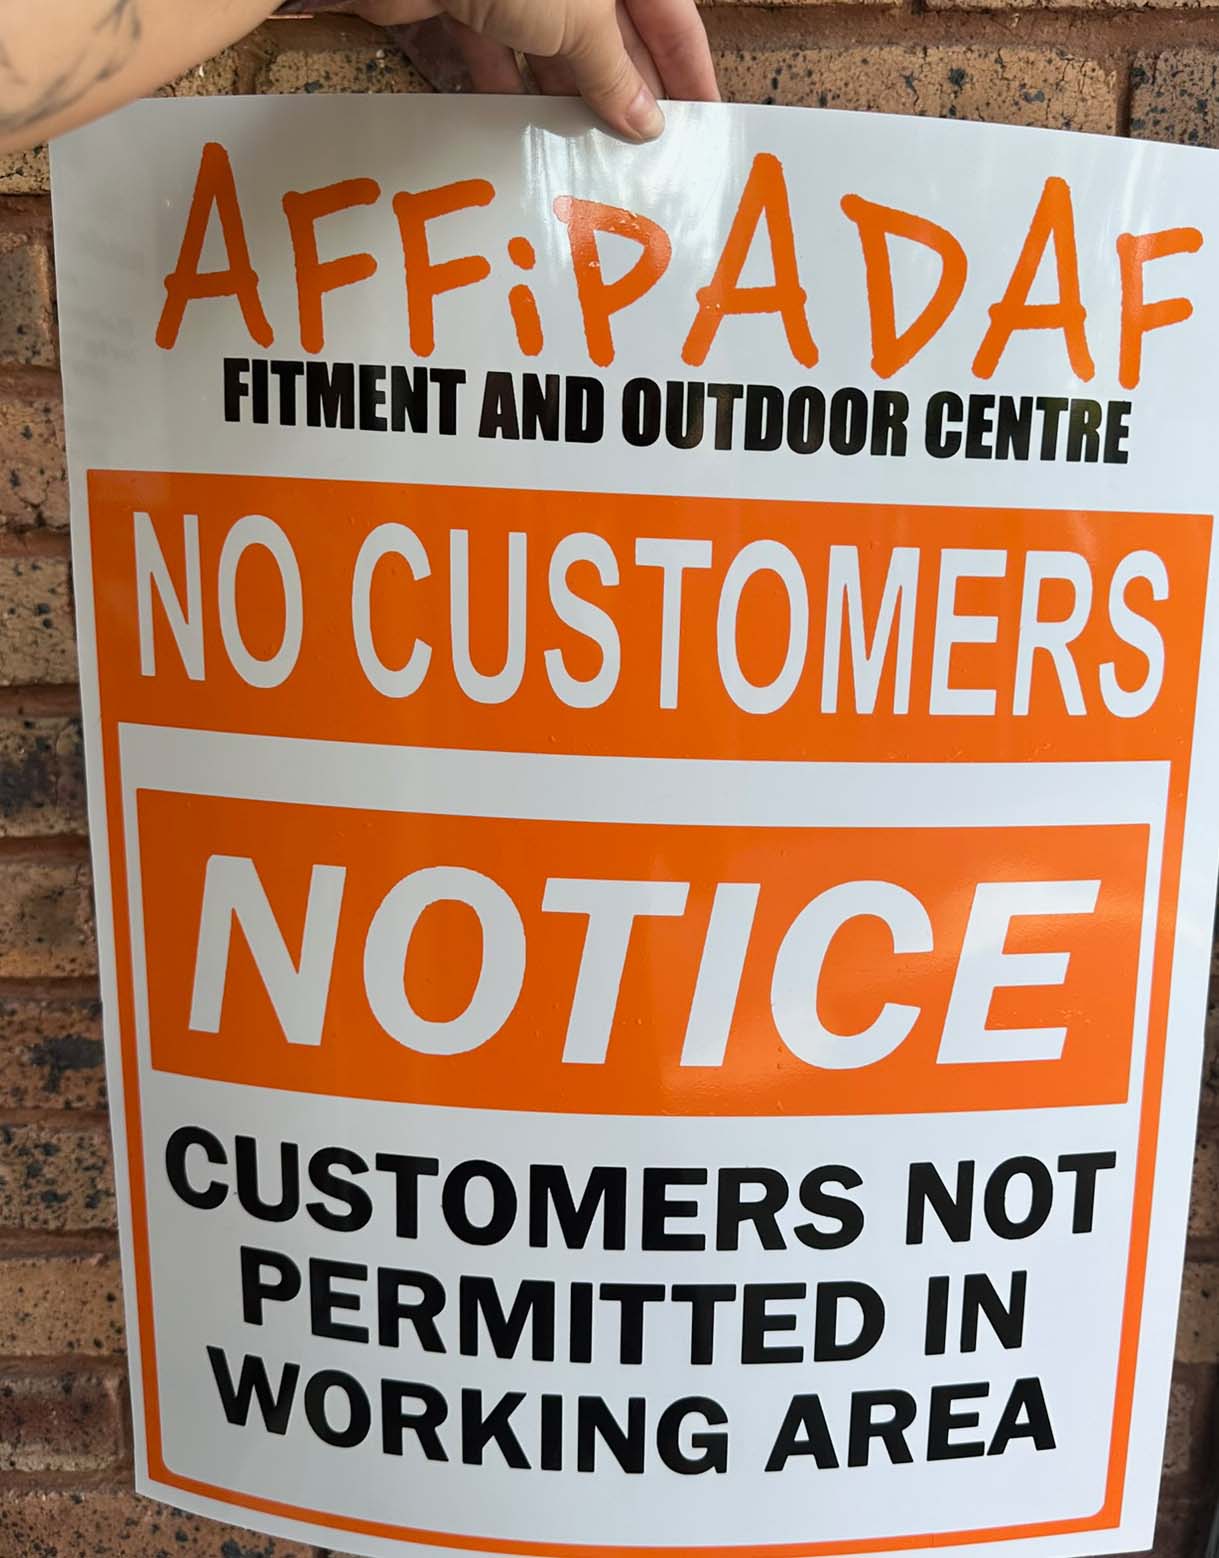 AFFiPADAF
FITMENT AND OUTDOOR CENTRE
NO CUSTOMERS
NOTICE
CUSTOMERS NOT
PERMITTED IN
WORKING AREA